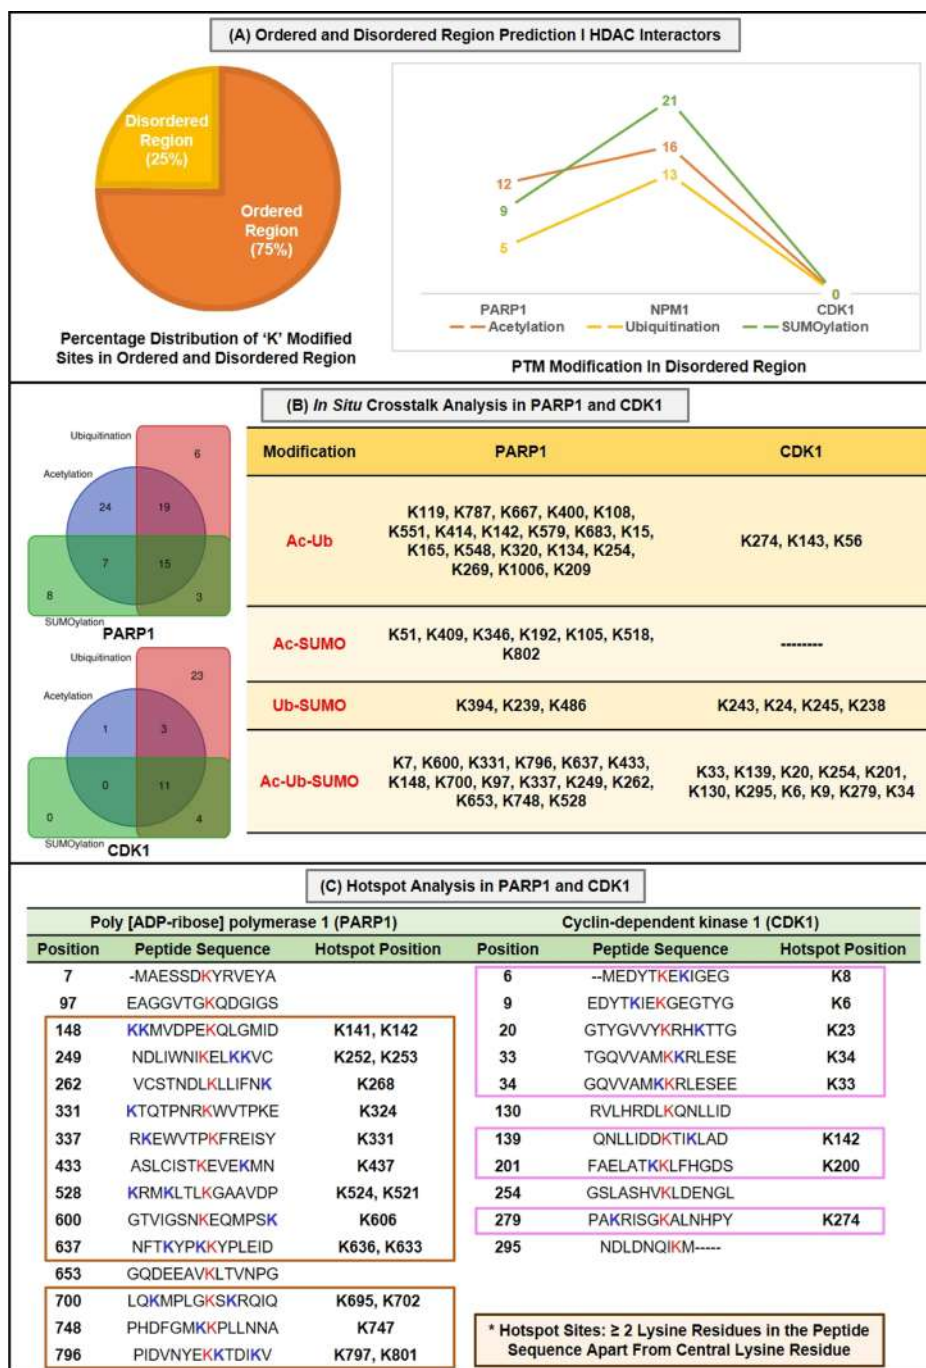 (A) Ordered and Disordered Region Prediction I HDAC Interactors
Disordered
Region
(25%)
Ordered
Region
(75%)
Percentage Distribution of 'K' Modified
Sites in Ordered and Disordered Region
21
16
12
13
9
5
0
PARP1 NPM1 CDK1
Acetylation Ubiquitination SUMOylation
PTM Modification In Disordered Region
(B) In Situ Crosstalk Analysis in PARP1 and CDK1
Ubiquitination
6
Acetylation
24 19
7 15
8 3
SUMOylation
PARP1
Ubiquitination
23
Acetylation
1 3
0 11
0 4
SUMOylation
CDK1
Modification PARP1 CDK1
Ac-Ub
K119, K787, K667, K400, K108,
K551, K414, K142, K579, K683, K15,
K165, K548, K320, K134, K254,
K269, K1006, K209
K274, K143, K56
Ac-SUMO
K51, K409, K346, K192, K105, K518,
K802
--------
Ub-SUMO K394, K239, K486 K243, K24, K245, K238
Ac-Ub-SUMO
K7, K600, K331, K796, K637, K433,
K148, K700, K97, K337, K249, K262,
K653, K748, K528
K33, K139, K20, K254, K201,
K130, K295, K6, K9, K279, K34
(C) Hotspot Analysis in PARP1 and CDK1
Poly [ADP-ribose] polymerase 1 (PARP1)
Position Peptide Sequence Hotspot Position
7 -MAESSDKYRVEYA
97 EAGGVTGKQDGIGS
148 KKMVDPEKQLGMID K141, K142
249 NDLIWNIKELKKVC K252, K253
262 VCSTNDLKLLIFNK K268
331 KTQTPNRKWVTPKE K324
337 RKEWVTPKFREISY K331
433 ASLCISTKEVEKMN K437
528 KRMKLTLKGAAVDP K524, K521
600 GTVIGSNKEQMPSK K606
637 NFTKYPKKYPLEID K636, K633
653 GQDEEAVKLTVNPG
700 LQKMPLGKSKRQIQ K695, K702
748 PHDFGMKKPLLNNA K747
796 PIDVNYEKKTDIKV K797, K801
Cyclin-dependent kinase 1 (CDK1)
Position Peptide Sequence Hotspot Position
6 --MEDYTKEKIGEG K8
9 EDYTKIEKGEGTYG K6
20 GTYGVVYKRHKTTG K23
33 TGQVVAMKKRLESE K34
34 GQVVAMKKRLESEE K33
130 RVLHRDLKQNLLID
139 QNLLIDDKTIKLAD K142
201 FAELATKKLFHGDS K200
254 GSLASHVKLDENGL
279 PAKRISGKALNHPY K274
295 NDLDNQIKM-----
* Hotspot Sites: ≥ 2 Lysine Residues in the Peptide
Sequence Apart From Central Lysine Residue